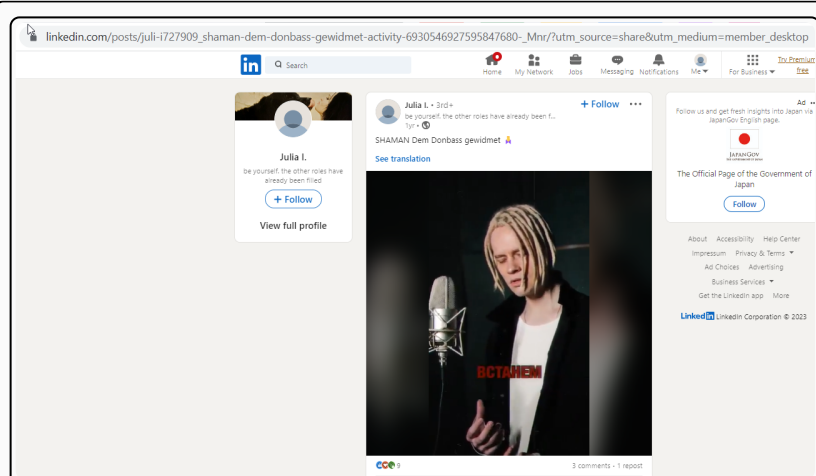 linkedin.com/posts/juli-i727909_shaman-dem-donbass-gewidmet-activity-6930546927595847680-_Mnr/?utm_source=share&utm_medium=member_desktop
in
Search
Home
My Network
Jobs
Messaging
Notifications
Me
For Business
Try Premium
free
Julia I.
be yourself. the other roles have
already been filled
+ Follow
View full profile
Julia I. • 3rd+
be yourself. the other roles have already been f...
1yr •
+ Follow
SHAMAN Dem Donbass gewidmet
See translation
ВСТАНЕМ
9
3 comments • 1 repost
Ad
Follow us and get fresh insights into Japan via
JapanGov English page.
JAPANGOV
The Official Page of the Government of
Japan
Follow
About Accessibility Help Center
Impressum Privacy & Terms
Ad Choices Advertising
Business Services
Get the LinkedIn app More
Linked in LinkedIn Corporation © 2023